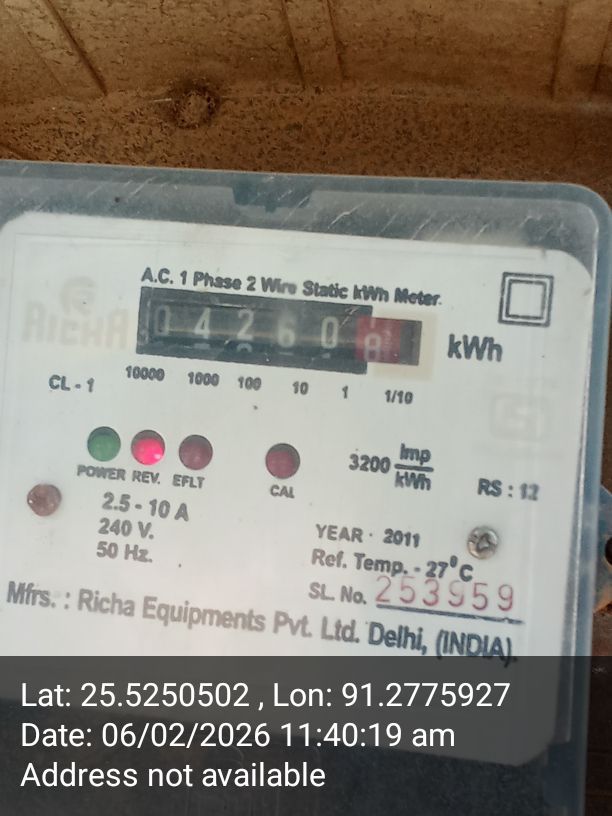 A.C. 1 Phase 2 Wire Static kWh Meter.
RICHA
0 4 2 6 0 8 kWh
CL - 1 10000 1000 100 10 1 1/10
POWER REV. EFLT CAL
3200 Imp/kWh
RS : 12
2.5 - 10 A
240 V.
50 Hz.
YEAR · 2011
Ref. Temp. - 27°C
SL. No. 253959
Mfrs. : Richa Equipments Pvt. Ltd. Delhi, (INDIA).
Lat: 25.5250502 , Lon: 91.2775927
Date: 06/02/2026 11:40:19 am
Address not available